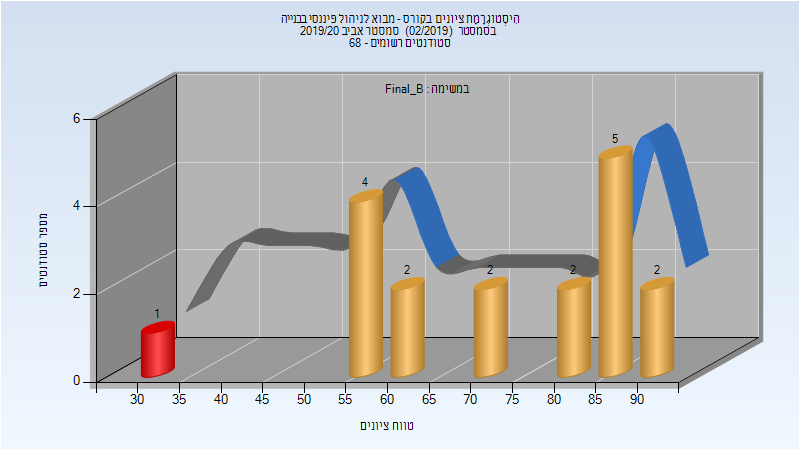 היסטוגרמת ציונים בקורס - מבוא לניהול פיננסי בבנייה
בסמסטר (02/2019) סמסטר אביב 2019/20
סטודנטים רשומים - 68
במשימה : Final_B
מספר סטודנטים
6
4
2
0
1
4
2
2
2
5
2
30 35 40 45 50 55 60 65 70 75 80 85 90
טווח ציונים